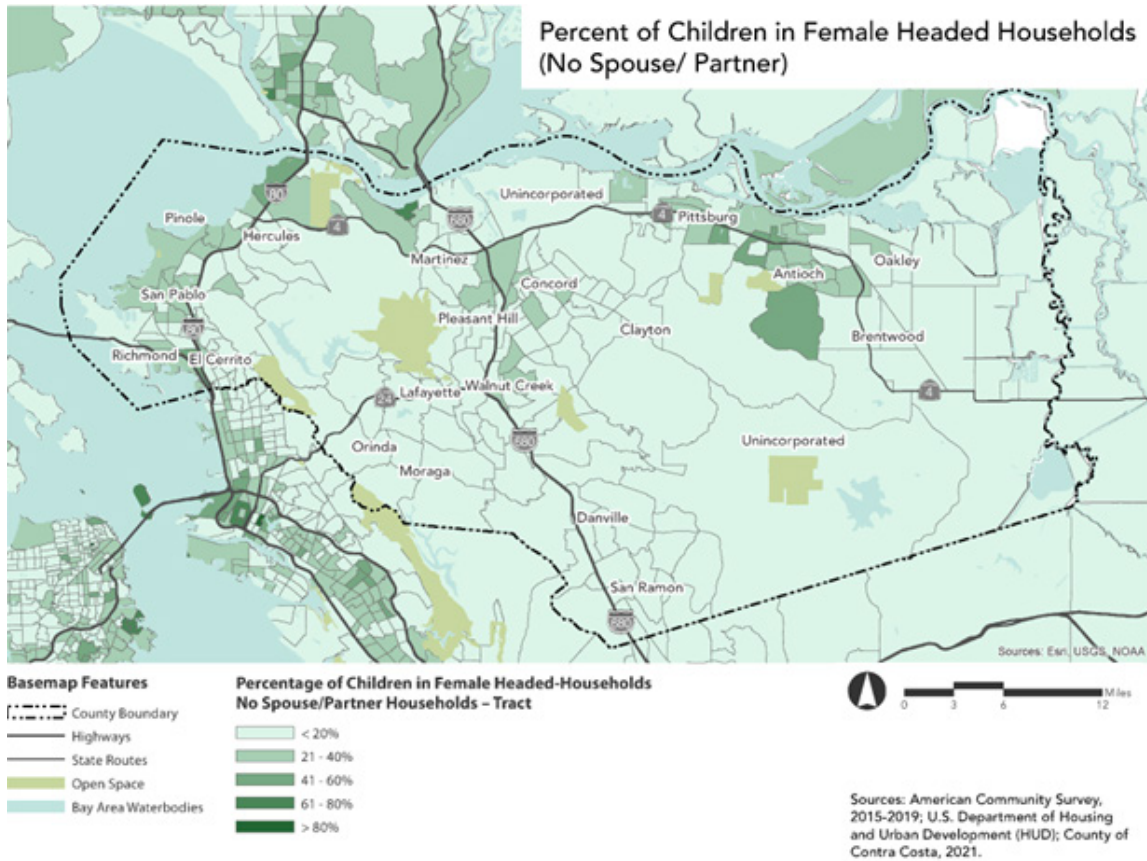 Percent of Children in Female Headed Households
(No Spouse/ Partner)
80
Unincorporated
Pinole
4
Pittsburg
680
Hercules
4
Martinez
Oakley
Antioch
San Pablo
Concord
80
Pleasant Hill
Clayton
Brentwood
Richmond
El Cerrito
Lafayette
Walnut Creek
24
4
680
Orinda
Unincorporated
Moraga
Danville
San Ramon
680
Sources: Esri, USGS, NOAA
Basemap Features
County Boundary
Highways
State Routes
Open Space
Bay Area Waterbodies
Percentage of Children in Female Headed-Households
No Spouse/Partner Households – Tract
< 20%
21 - 40%
41 - 60%
61 - 80%
> 80%
Miles
0 3 6 12
Sources: American Community Survey,
2015-2019; U.S. Department of Housing
and Urban Development (HUD); County of
Contra Costa, 2021.